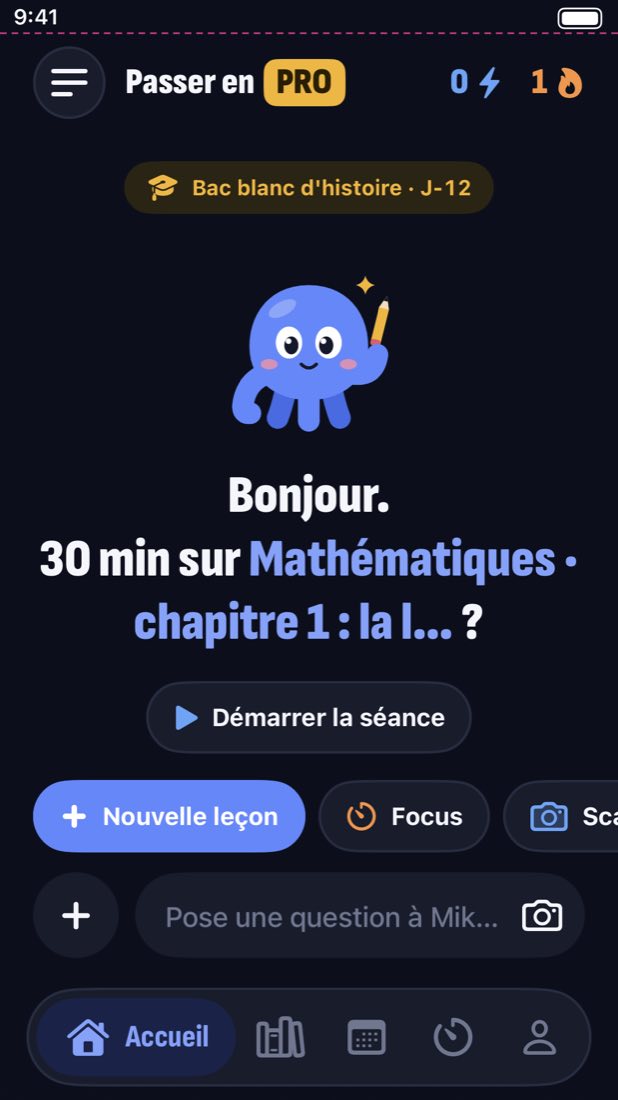 9:41
Passer en PRO
0
1
Bac blanc d'histoire · J-12
Bonjour.
30 min sur Mathématiques ·
chapitre 1 : la l... ?
Démarrer la séance
Nouvelle leçon
Focus
Sca
Pose une question à Mik...
Accueil